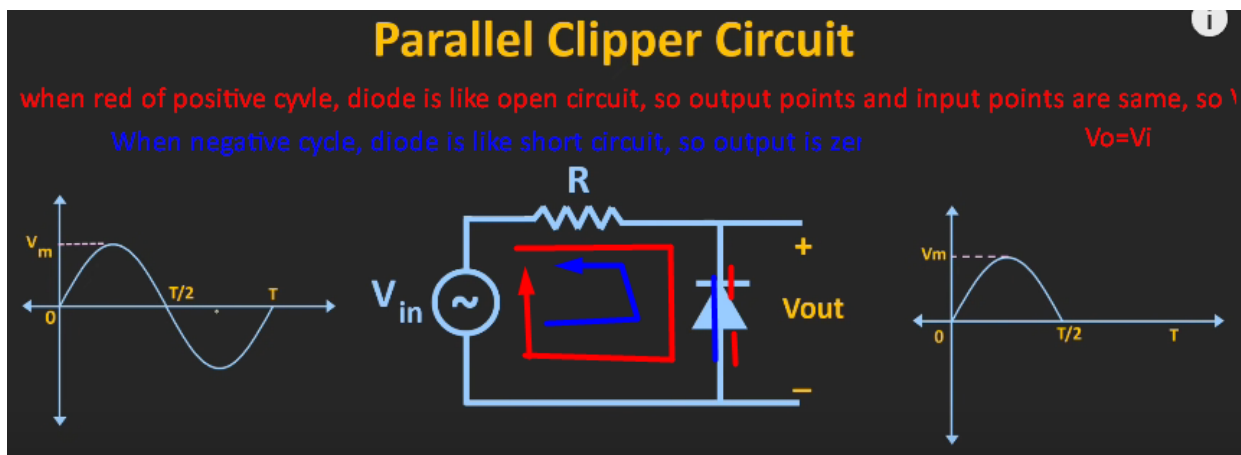 i
Parallel Clipper Circuit
when red of positive cyvle, diode is like open circuit, so output points and input points are same, so
When negative cycle, diode is like short circuit, so output is
Vo=Vi
R
Vm
T/2
T
0
Vin
~
+
Vout
–
Vm
0
T/2
T